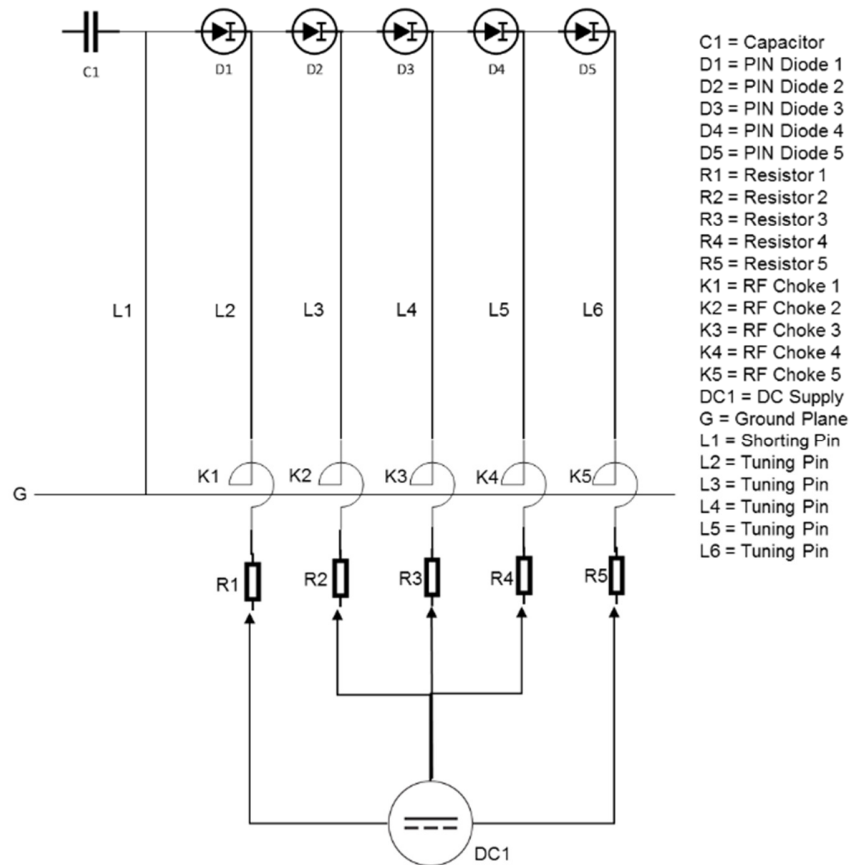 C1
D1
D2
D3
D4
D5
L1
L2
L3
L4
L5
L6
K1
K2
K3
K4
K5
G
R1
R2
R3
R4
R5
DC1
C1 = Capacitor
D1 = PIN Diode 1
D2 = PIN Diode 2
D3 = PIN Diode 3
D4 = PIN Diode 4
D5 = PIN Diode 5
R1 = Resistor 1
R2 = Resistor 2
R3 = Resistor 3
R4 = Resistor 4
R5 = Resistor 5
K1 = RF Choke 1
K2 = RF Choke 2
K3 = RF Choke 3
K4 = RF Choke 4
K5 = RF Choke 5
DC1 = DC Supply
G = Ground Plane
L1 = Shorting Pin
L2 = Tuning Pin
L3 = Tuning Pin
L4 = Tuning Pin
L5 = Tuning Pin
L6 = Tuning Pin